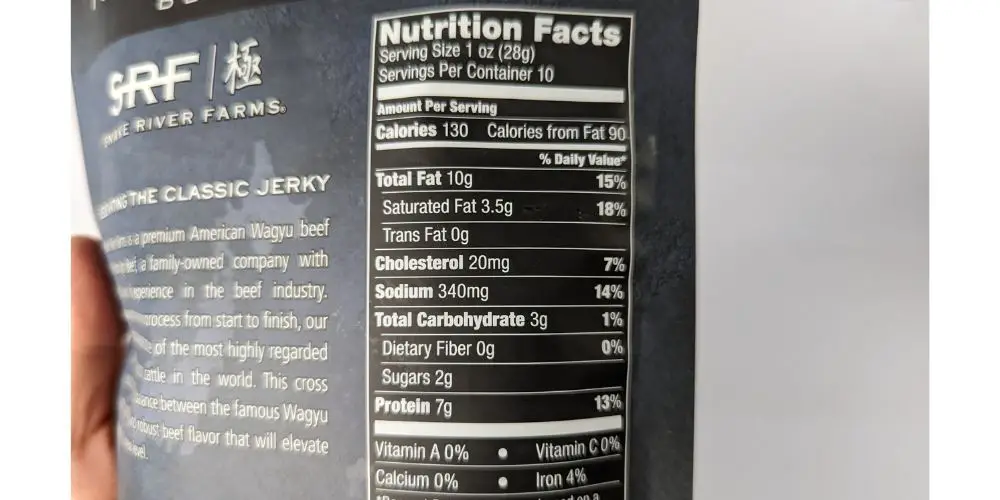 SRF | 極
RIVER FARMS®
THE CLASSIC JERKY
is a premium American Wagyu beef
a family-owned company with
experience in the beef industry.
process from start to finish, our
of the most highly regarded
cattle in the world. This cross
between the famous Wagyu
robust beef flavor that will elevate
Nutrition Facts
Serving Size 1 oz (28g)
Servings Per Container 10
Amount Per Serving
Calories 130 Calories from Fat 90
% Daily Value*
Total Fat 10g 15%
Saturated Fat 3.5g 18%
Trans Fat 0g
Cholesterol 20mg 7%
Sodium 340mg 14%
Total Carbohydrate 3g 1%
Dietary Fiber 0g 0%
Sugars 2g
Protein 7g 13%
Vitamin A 0% • Vitamin C 0%
Calcium 0% • Iron 4%